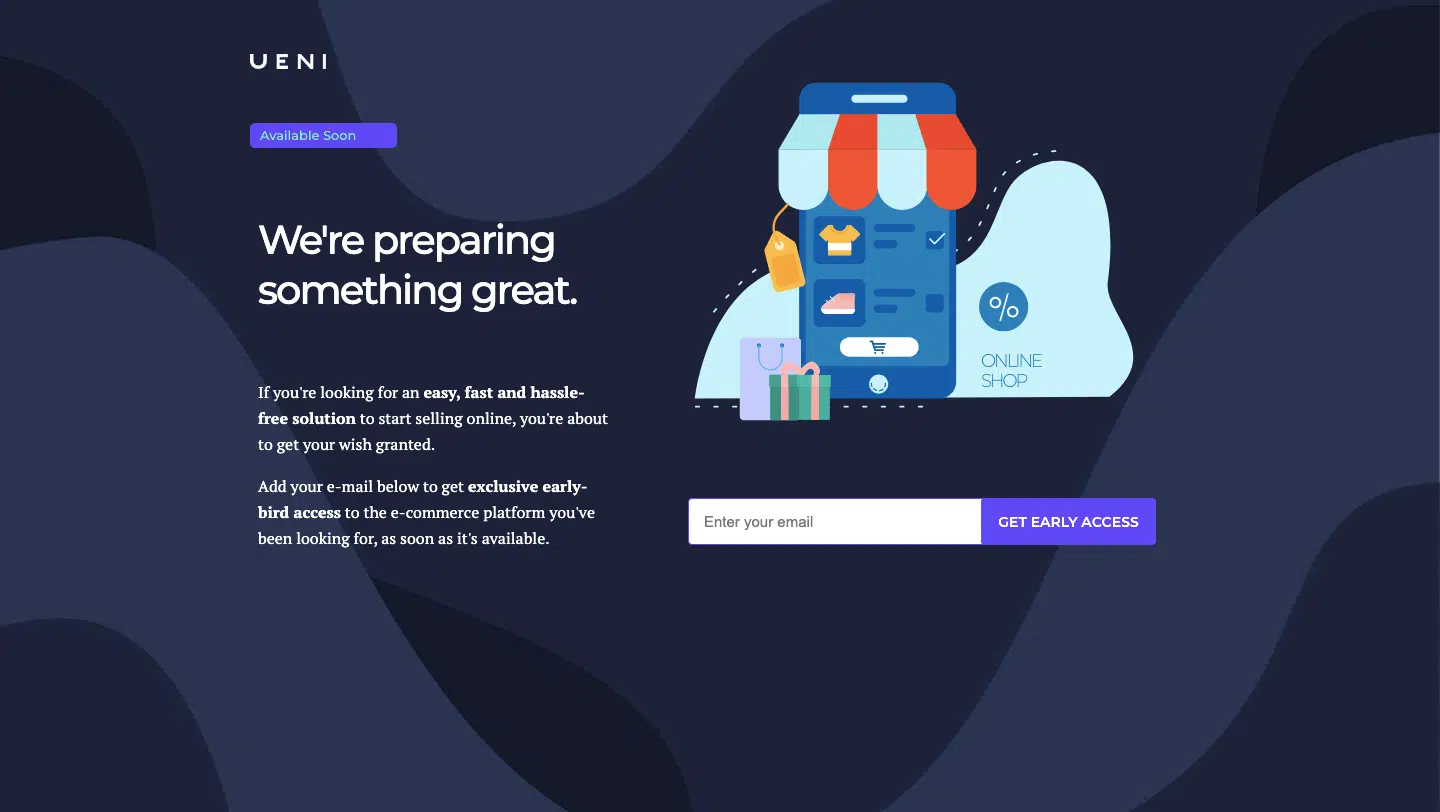 UENI
Available Soon
We're preparing
something great.
If you're looking for an easy, fast and hassle-
free solution to start selling online, you're about
to get your wish granted.
Add your e-mail below to get exclusive early-
bird access to the e-commerce platform you've
been looking for, as soon as it's available.
%
ONLINE
SHOP
Enter your email
GET EARLY ACCESS